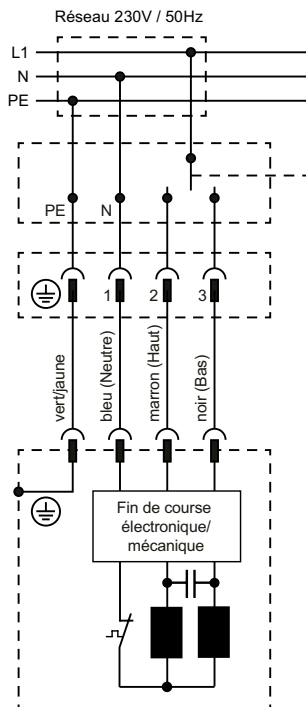 Réseau 230V / 50Hz
L1
N
PE
PE
N
1
2
3
vert/jaune
bleu (Neutre)
marron (Haut)
noir (Bas)
Fin de course
électronique/
mécanique